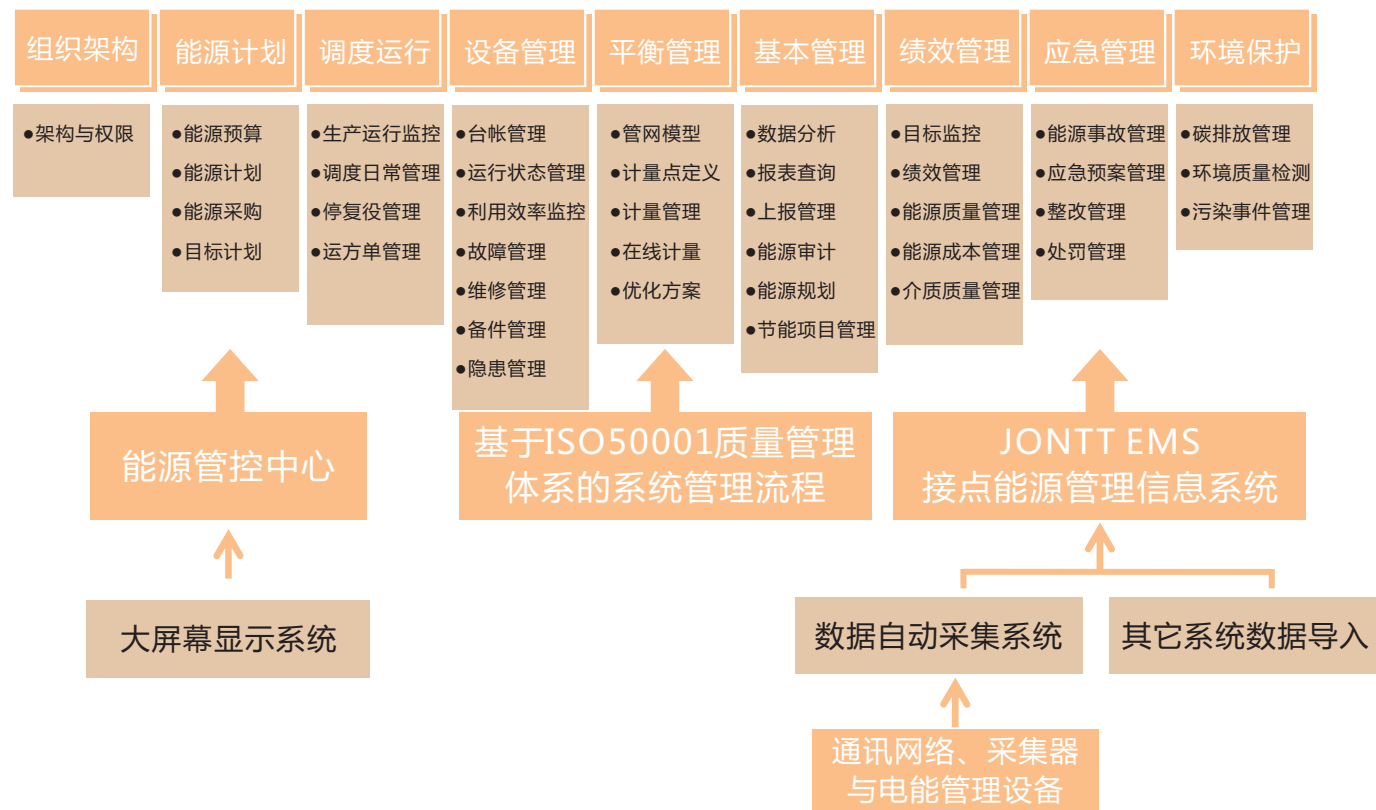 组织架构
能源计划
调度运行
设备管理
平衡管理
基本管理
绩效管理
应急管理
环境保护
●架构与权限
●能源预算
●能源计划
●能源采购
●目标计划
●生产运行监控
●调度日常管理
●停复役管理
●运方单管理
●台帐管理
●运行状态管理
●利用效率监控
●故障管理
●维修管理
●备件管理
●隐患管理
●管网模型
●计量点定义
●计量管理
●在线计量
●优化方案
●数据分析
●报表查询
●上报管理
●能源审计
●能源规划
●节能项目管理
●目标监控
●绩效管理
●能源质量管理
●能源成本管理
●介质质量管理
●能源事故管理
●应急预案管理
●整改管理
●处罚管理
●碳排放管理
●环境质量检测
●污染事件管理
能源管控中心
基于ISO50001质量管理
体系的系统管理流程
JONTT EMS
接点能源管理信息系统
大屏幕显示系统
数据自动采集系统
其它系统数据导入
通讯网络、采集器
与电能管理设备